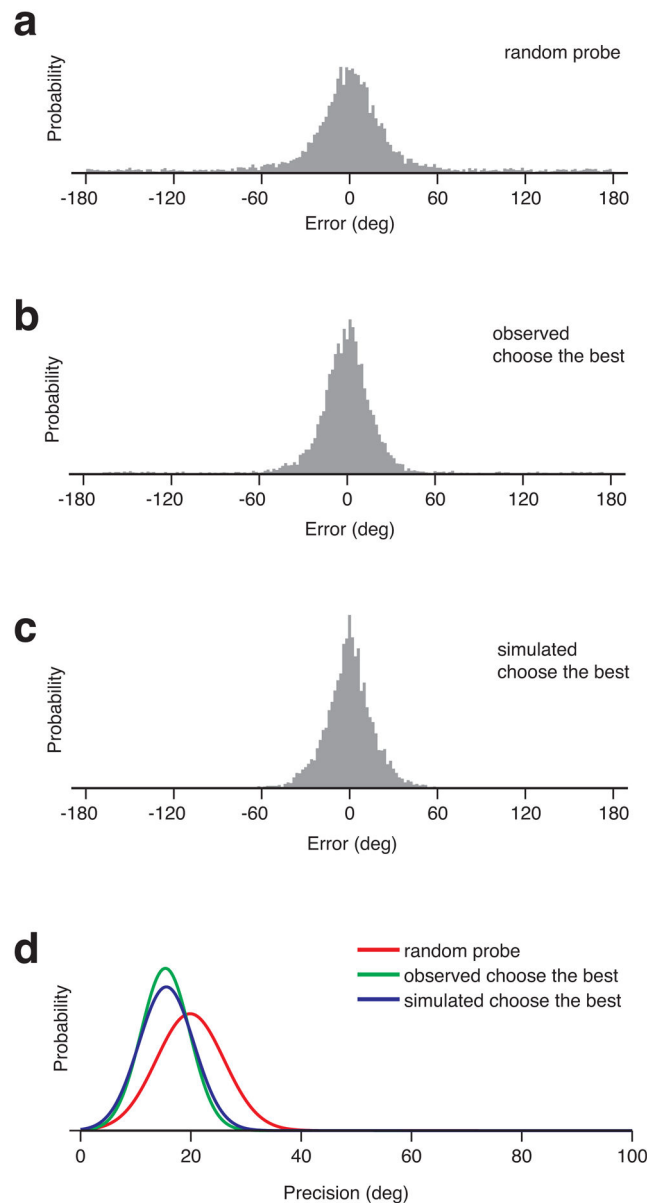 a
random probe
Probability
-180 -120 -60 0 60 120 180
Error (deg)
b
observed
choose the best
Probability
-180 -120 -60 0 60 120 180
Error (deg)
c
simulated
choose the best
Probability
-180 -120 -60 0 60 120 180
Error (deg)
d
random probe
observed choose the best
simulated choose the best
Probability
0 20 40 60 80 100
Precision (deg)